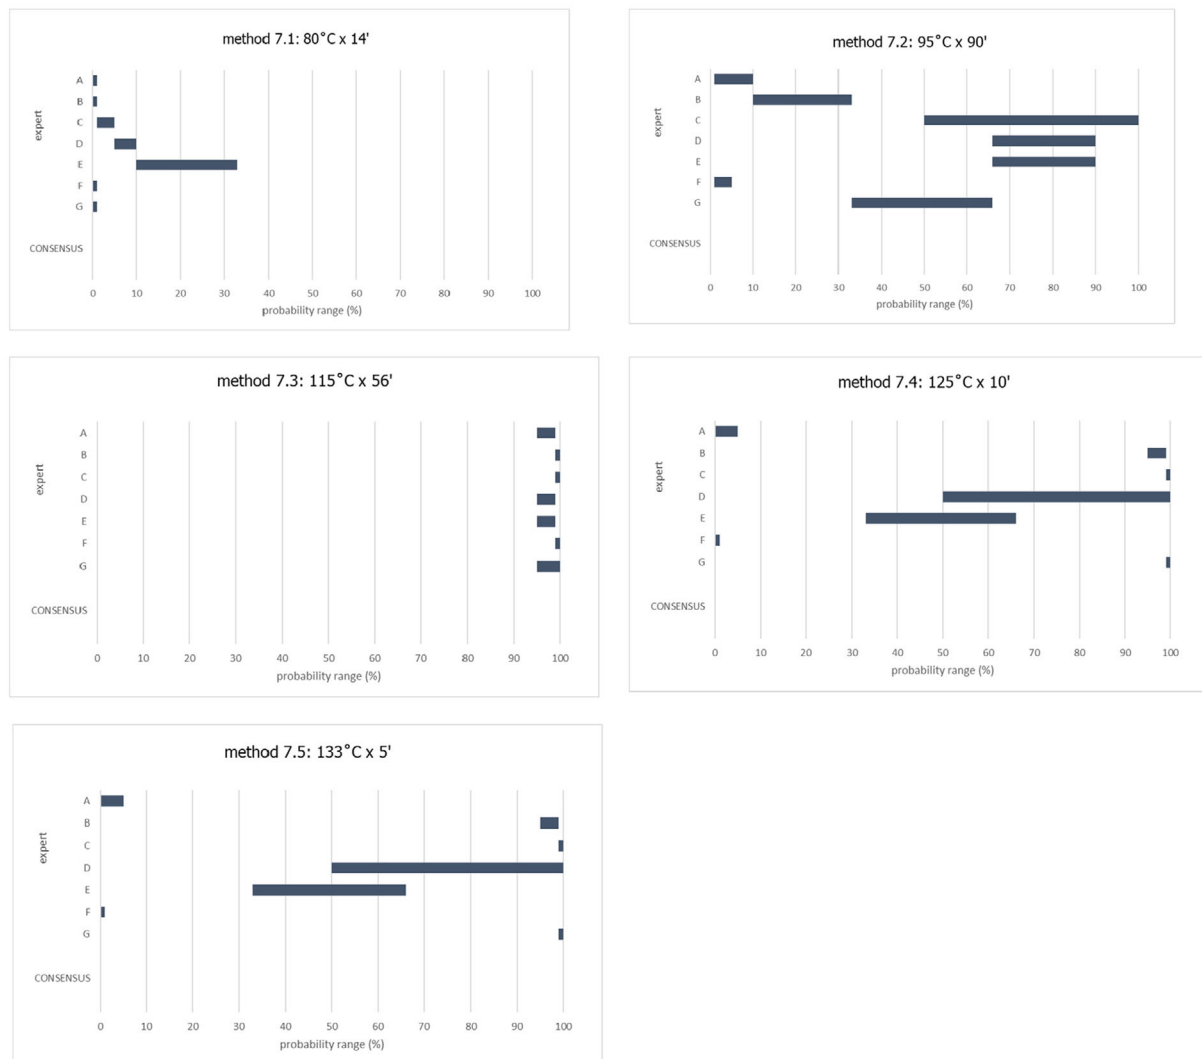 method 7.1: 80°C x 14'
expert
A
B
C
D
E
F
G
CONSENSUS
0 10 20 30 40 50 60 70 80 90 100
probability range (%)
method 7.2: 95°C x 90'
expert
A
B
C
D
E
F
G
CONSENSUS
0 10 20 30 40 50 60 70 80 90 100
probability range (%)
method 7.3: 115°C x 56'
expert
A
B
C
D
E
F
G
CONSENSUS
0 10 20 30 40 50 60 70 80 90 100
probability range (%)
method 7.4: 125°C x 10'
expert
A
B
C
D
E
F
G
CONSENSUS
0 10 20 30 40 50 60 70 80 90 100
probability range (%)
method 7.5: 133°C x 5'
expert
A
B
C
D
E
F
G
CONSENSUS
0 10 20 30 40 50 60 70 80 90 100
probability range (%)